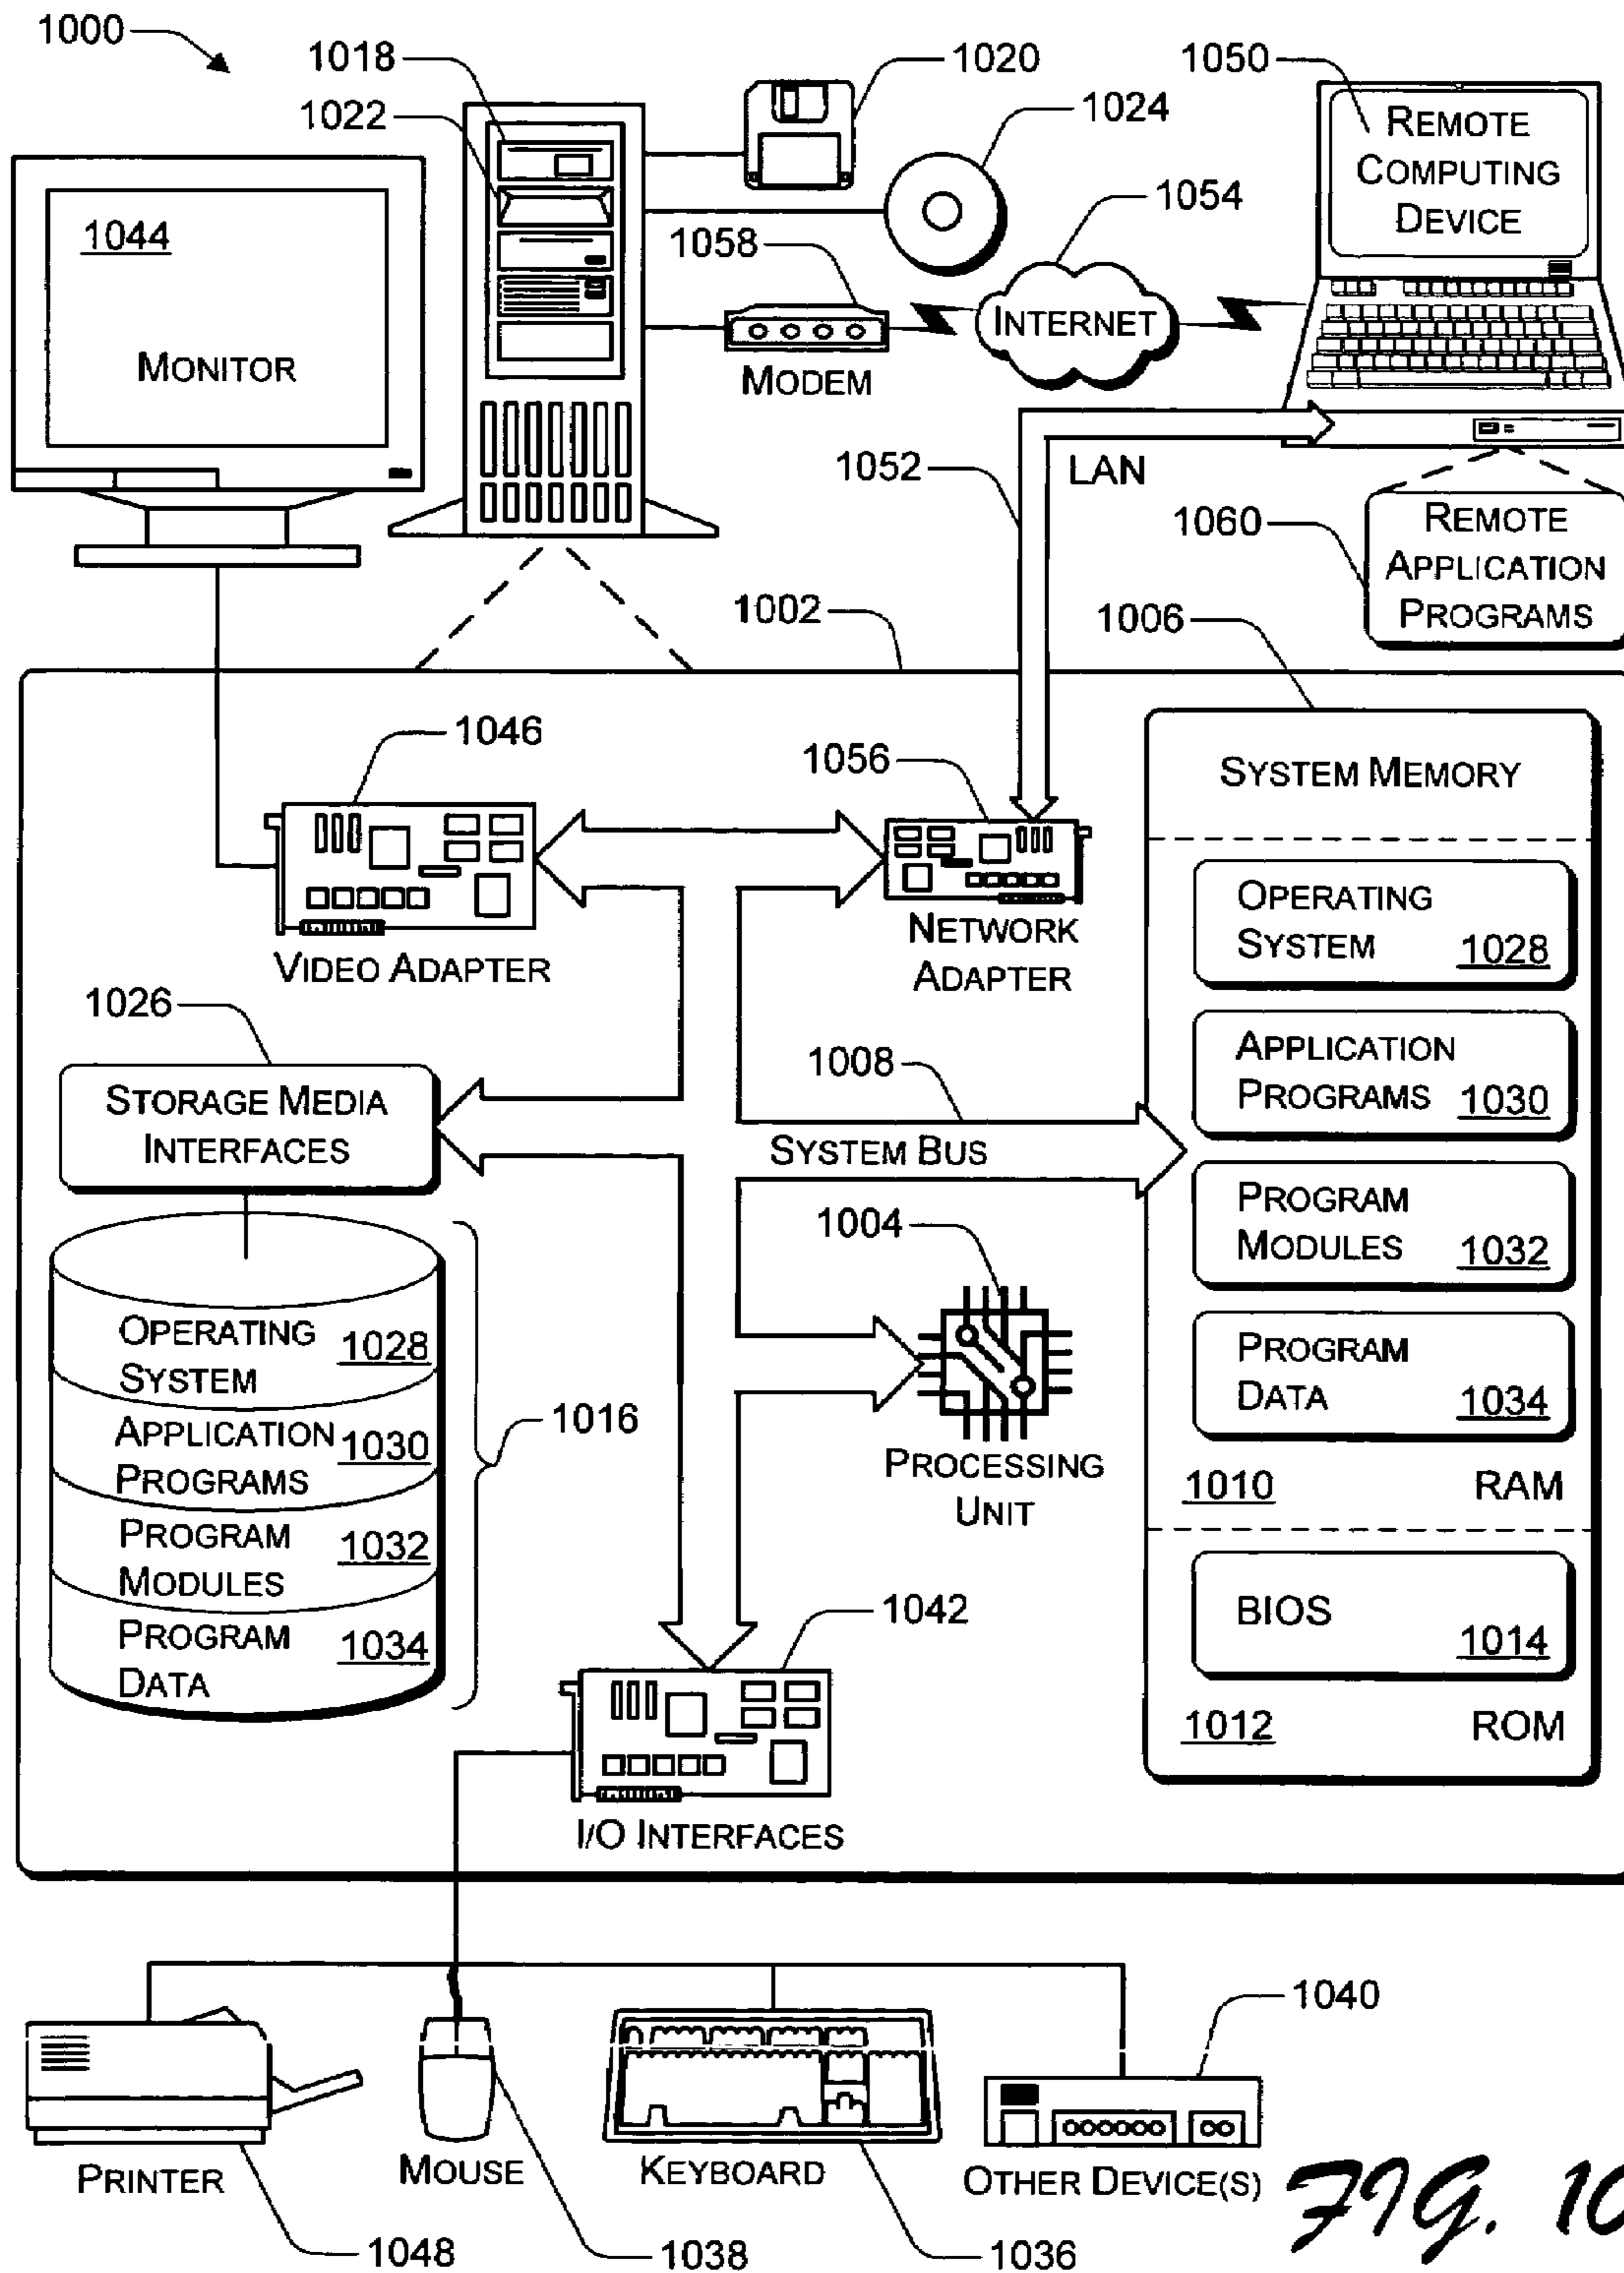 1000
1018
1022
1020
1024
1050
REMOTE
COMPUTING
DEVICE
1054
1058
1044
MONITOR
INTERNET
MODEM
1052
LAN
1060
REMOTE
APPLICATION
PROGRAMS
1002
1006
1046
1056
SYSTEM MEMORY
VIDEO ADAPTER
NETWORK
ADAPTER
OPERATING
SYSTEM 1028
1026
STORAGE MEDIA
INTERFACES
1008
SYSTEM BUS
APPLICATION
PROGRAMS 1030
PROGRAM
MODULES 1032
1004
PROCESSING
UNIT
PROGRAM
DATA 1034
1010 RAM
OPERATING
SYSTEM 1028
APPLICATION
PROGRAMS 1030
PROGRAM
MODULES 1032
PROGRAM
DATA 1034
1016
BIOS
1014
1012 ROM
1042
I/O INTERFACES
1040
PRINTER
MOUSE
KEYBOARD
OTHER DEVICE(S)
1048
1038
1036
FIG. 10